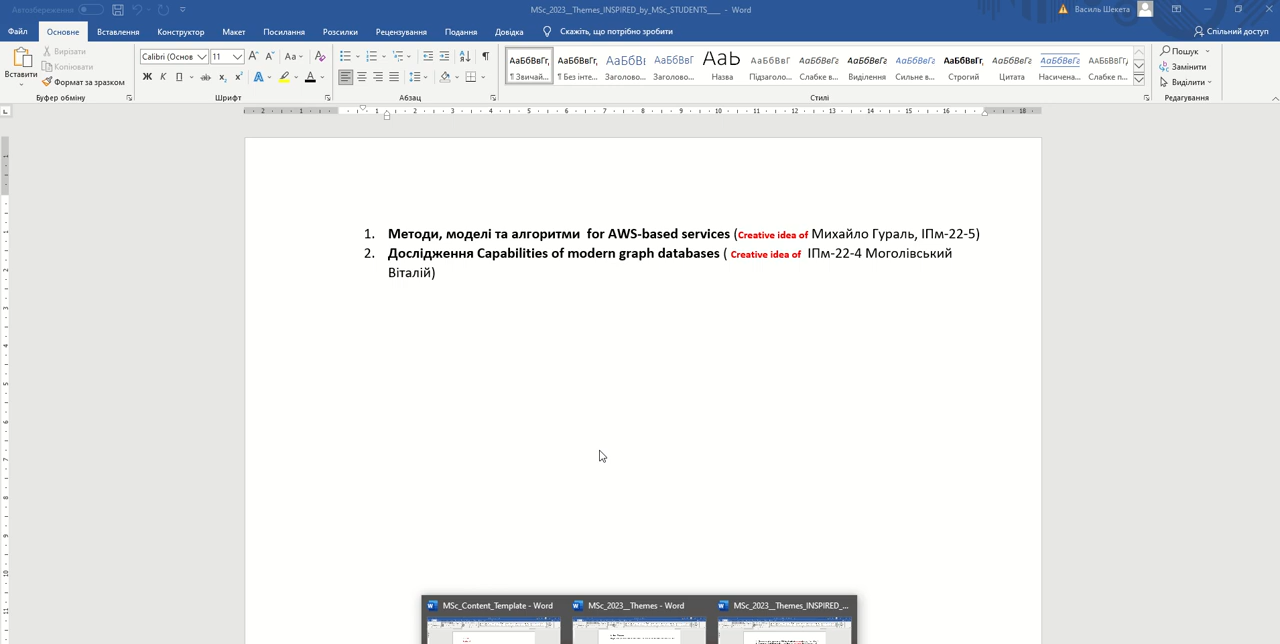 Автозбереження
MSc_2023__Themes_INSPIRED_by_MSc_STUDENTS____ - Word
Василь Шекета
Файл Основне Вставлення Конструктор Макет Посилання Розсилки Рецензування Подання Довідка Скажіть, що потрібно зробити Спільний доступ
Вставити
Вирізати
Копіювати
Формат за зразком
Буфер обміну
Calibri (Основ 11
Шрифт
Абзац
АаБбВвГг, АаБбВвГг, АаБбВı АаБбВвГ АаЬ АаБбВвГ АаБбВвГг АаБбВвГг АаБбВвГг АаБбВвГг, АаБбВвГг АаБбВвГг АаБбВвГг
¶ Звичай... ¶ Без інте... Заголово... Заголово... Назва Підзаголо... Слабке в... Виділення Сильне в... Строгий Цитата Насичена... Слабке п...
Стилі
Пошук
Замінити
Виділити
Редагування
1. Методи, моделі та алгоритми for AWS-based services (Creative idea of Михайло Гураль, ІПм-22-5)
2. Дослідження Capabilities of modern graph databases ( Creative idea of ІПм-22-4 Моголівський
Віталій)
MSc_Content_Template - Word
MSc_2023__Themes - Word
MSc_2023__Themes_INSPIRED_...